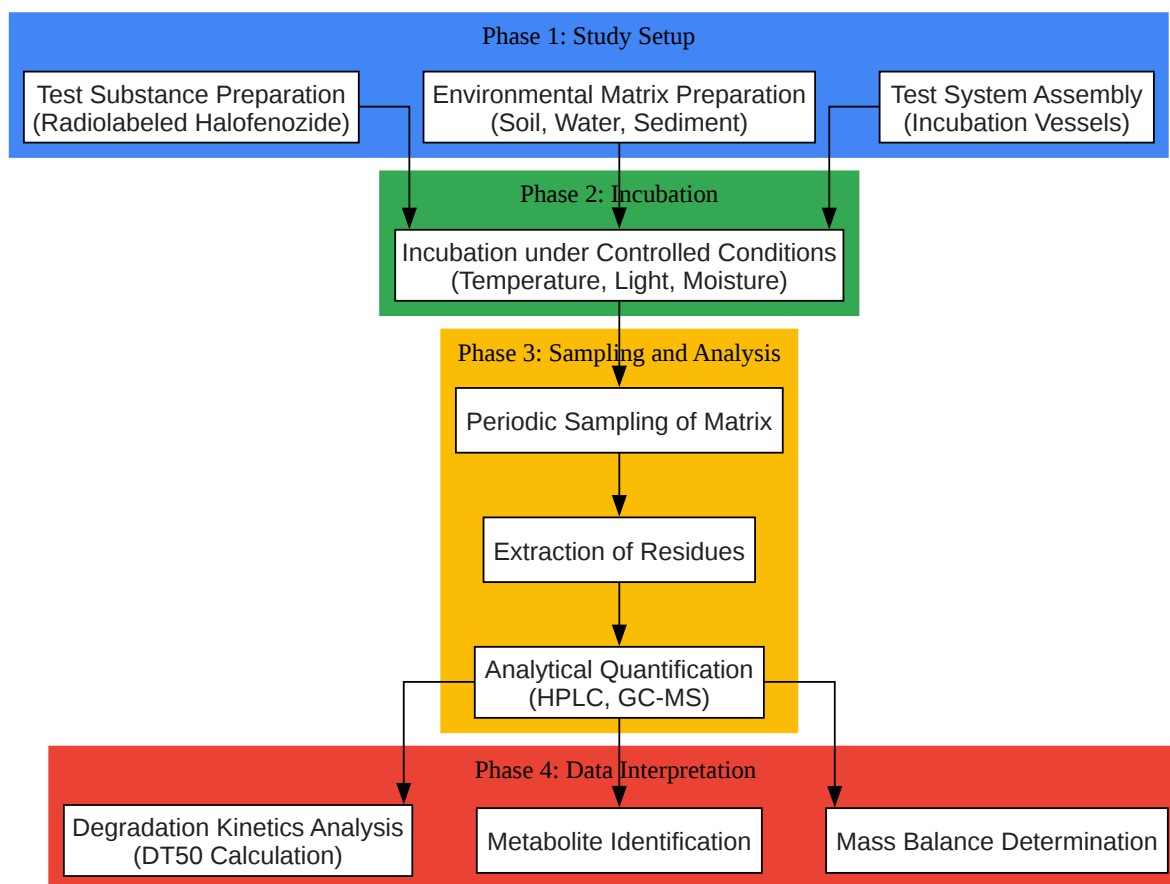 Phase 1: Study Setup
Test Substance Preparation
(Radiolabeled Halofenozide)
Environmental Matrix Preparation
(Soil, Water, Sediment)
Test System Assembly
(Incubation Vessels)
Phase 2: Incubation
Incubation under Controlled Conditions
(Temperature, Light, Moisture)
Phase 3: Sampling and Analysis
Periodic Sampling of Matrix
Extraction of Residues
Analytical Quantification
(HPLC, GC-MS)
Phase 4: Data Interpretation
Degradation Kinetics Analysis
(DT50 Calculation)
Metabolite Identification
Mass Balance Determination